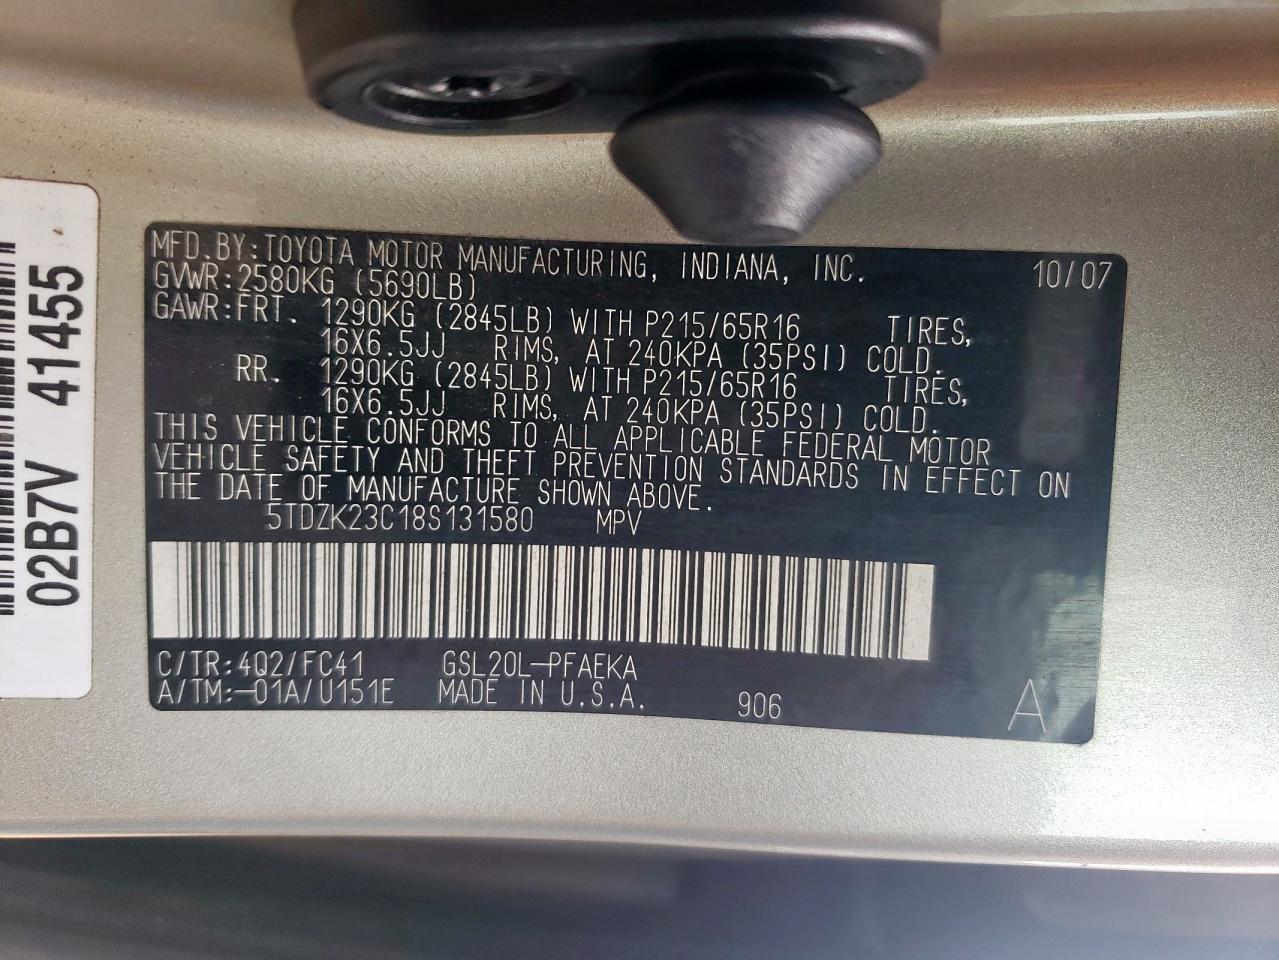 MFD.BY:TOYOTA MOTOR MANUFACTURING, INDIANA, INC. 10/07
GVWR:2580KG (5690LB)
GAWR:FRT. 1290KG (2845LB) WITH P215/65R16 TIRES,
16X6.5JJ RIMS, AT 240KPA (35PSI) COLD.
RR. 1290KG (2845LB) WITH P215/65R16 TIRES,
16X6.5JJ RIMS, AT 240KPA (35PSI) COLD.
THIS VEHICLE CONFORMS TO ALL APPLICABLE FEDERAL MOTOR
VEHICLE SAFETY AND THEFT PREVENTION STANDARDS IN EFFECT ON
THE DATE OF MANUFACTURE SHOWN ABOVE.
5TDZK23C18S131580 MPV
C/TR:4Q2/FC41 GSL20L-PFAEKA
A/TM:-01A/U151E MADE IN U.S.A. 906 A
02B7V 41455